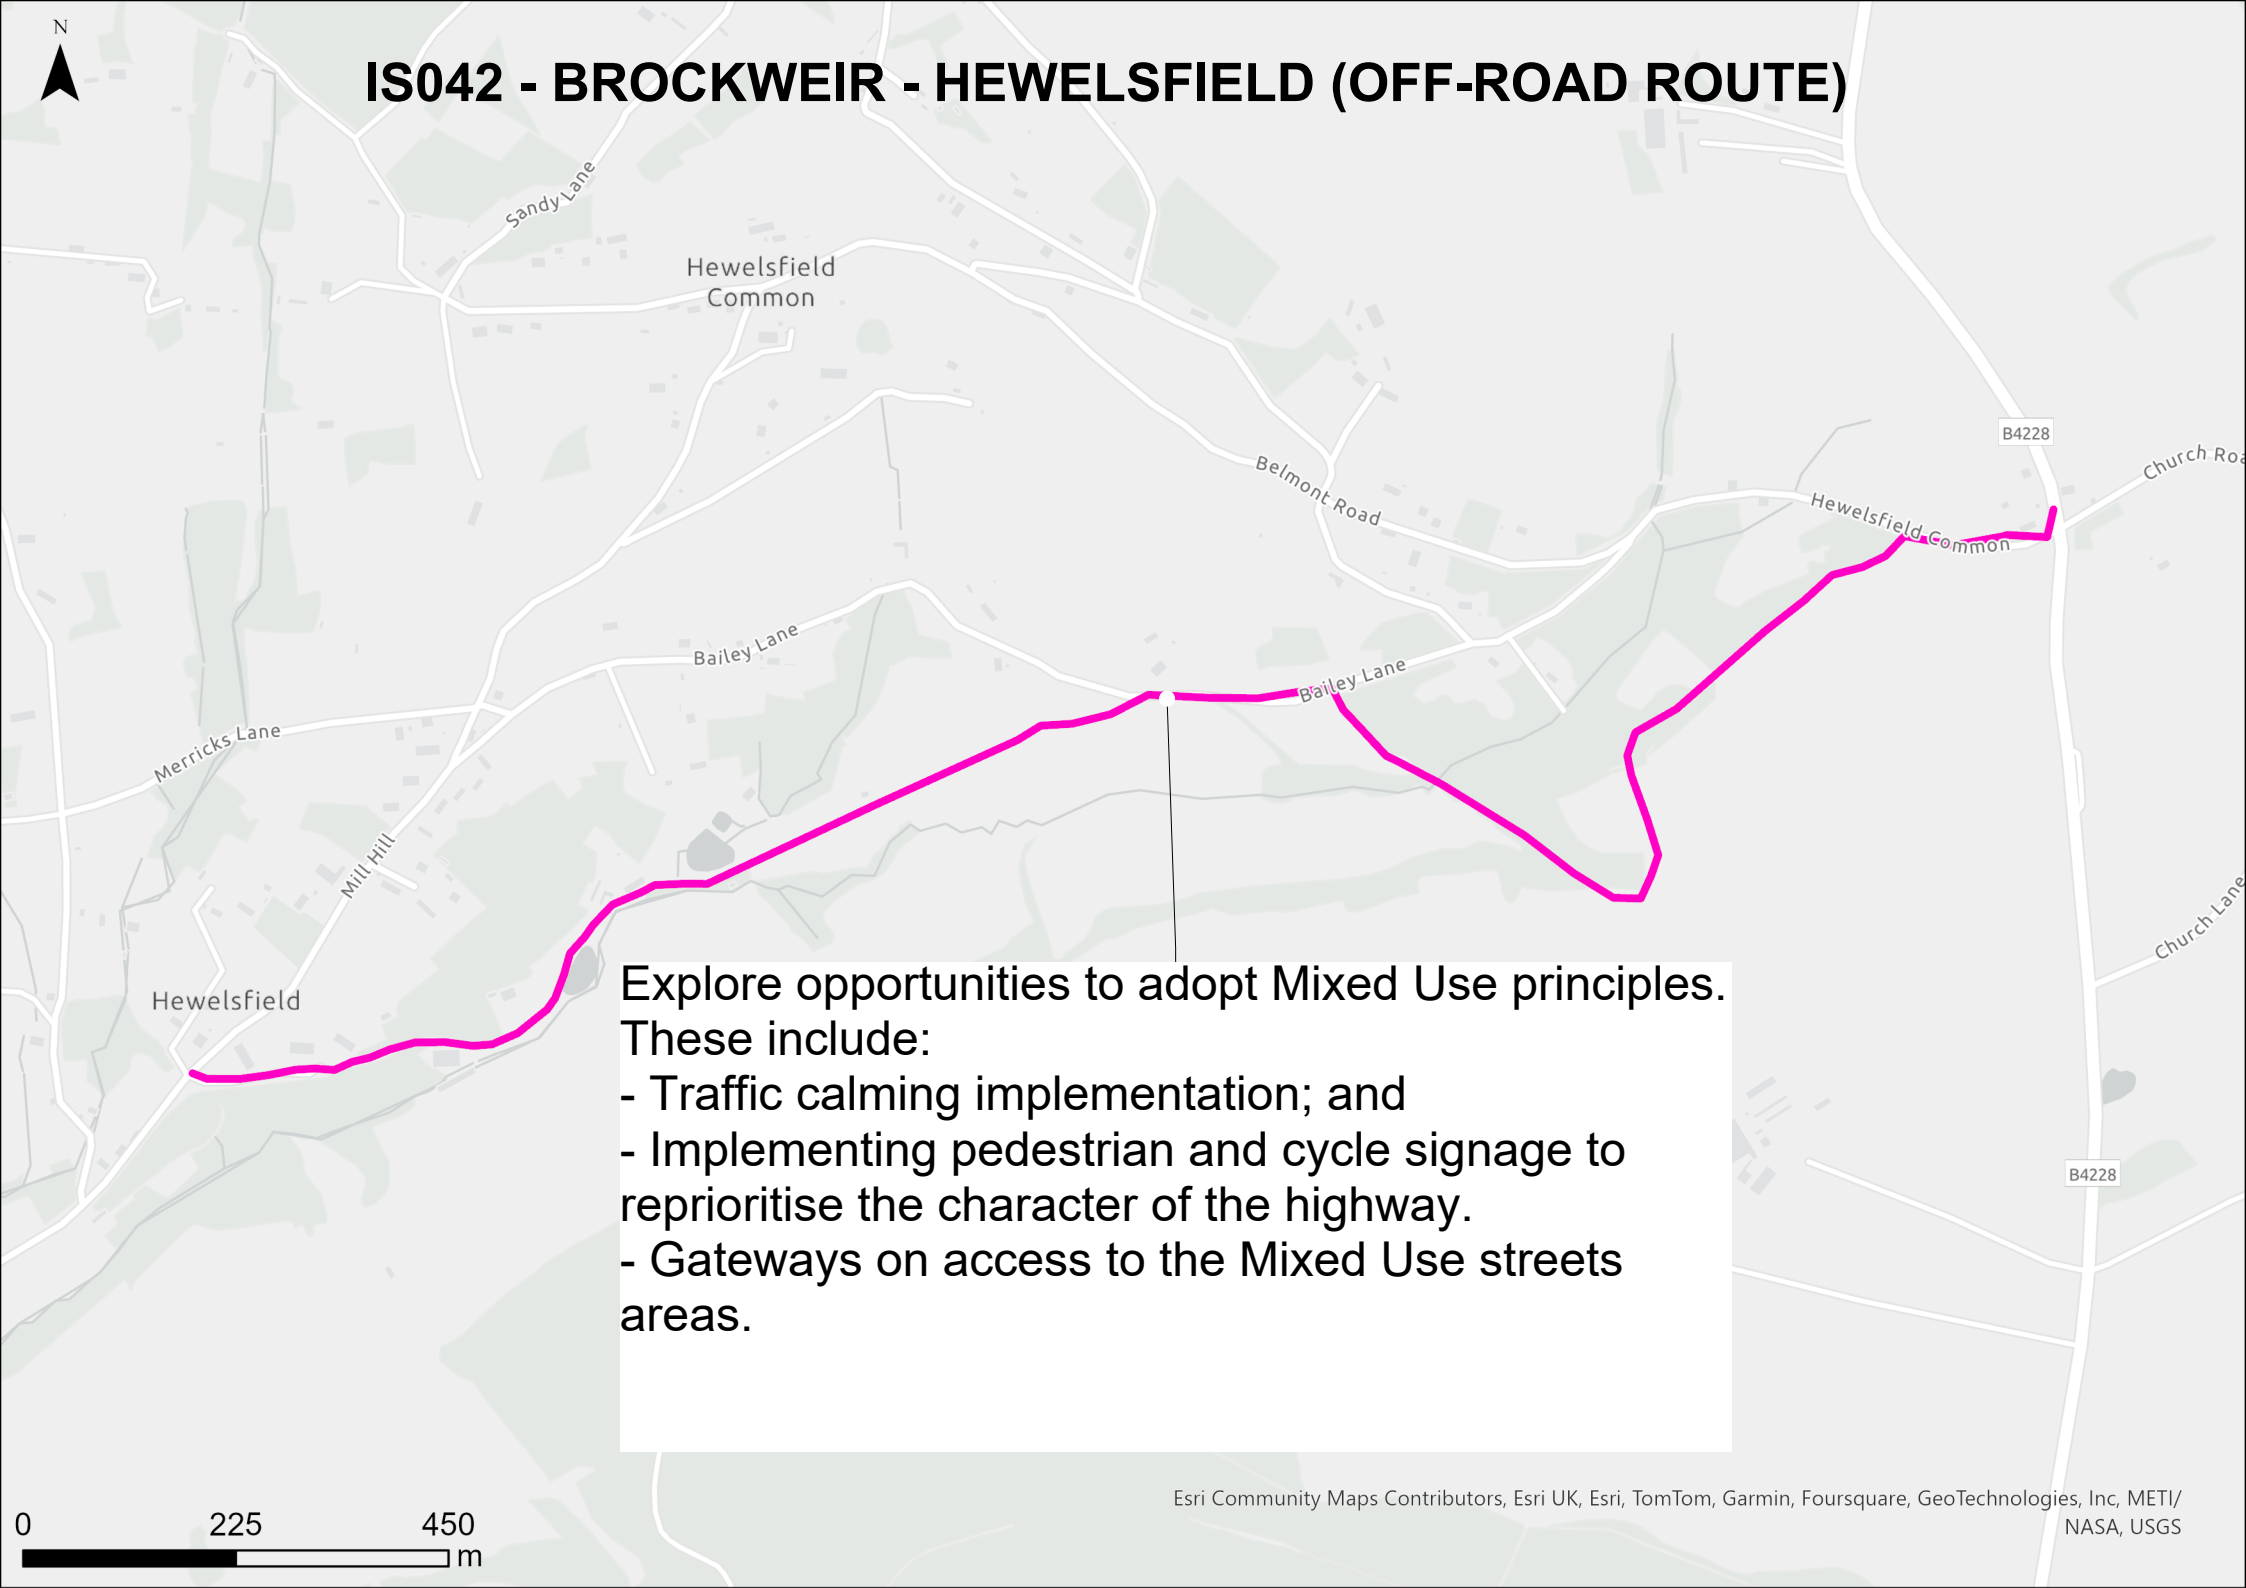 N
IS042 - BROCKWEIR - HEWELSFIELD (OFF-ROAD ROUTE)
Sandy Lane
Hewelsfield
Common
B4228
Church Roa
Belmont Road
Hewelsfield Common
Bailey Lane
Bailey Lane
Merricks Lane
Mill Hill
Church Lane
Hewelsfield
Explore opportunities to adopt Mixed Use principles.
These include:
- Traffic calming implementation; and
- Implementing pedestrian and cycle signage to
reprioritise the character of the highway.
- Gateways on access to the Mixed Use streets
areas.
B4228
Esri Community Maps Contributors, Esri UK, Esri, TomTom, Garmin, Foursquare, GeoTechnologies, Inc, METI/
NASA, USGS
0 225 450
m